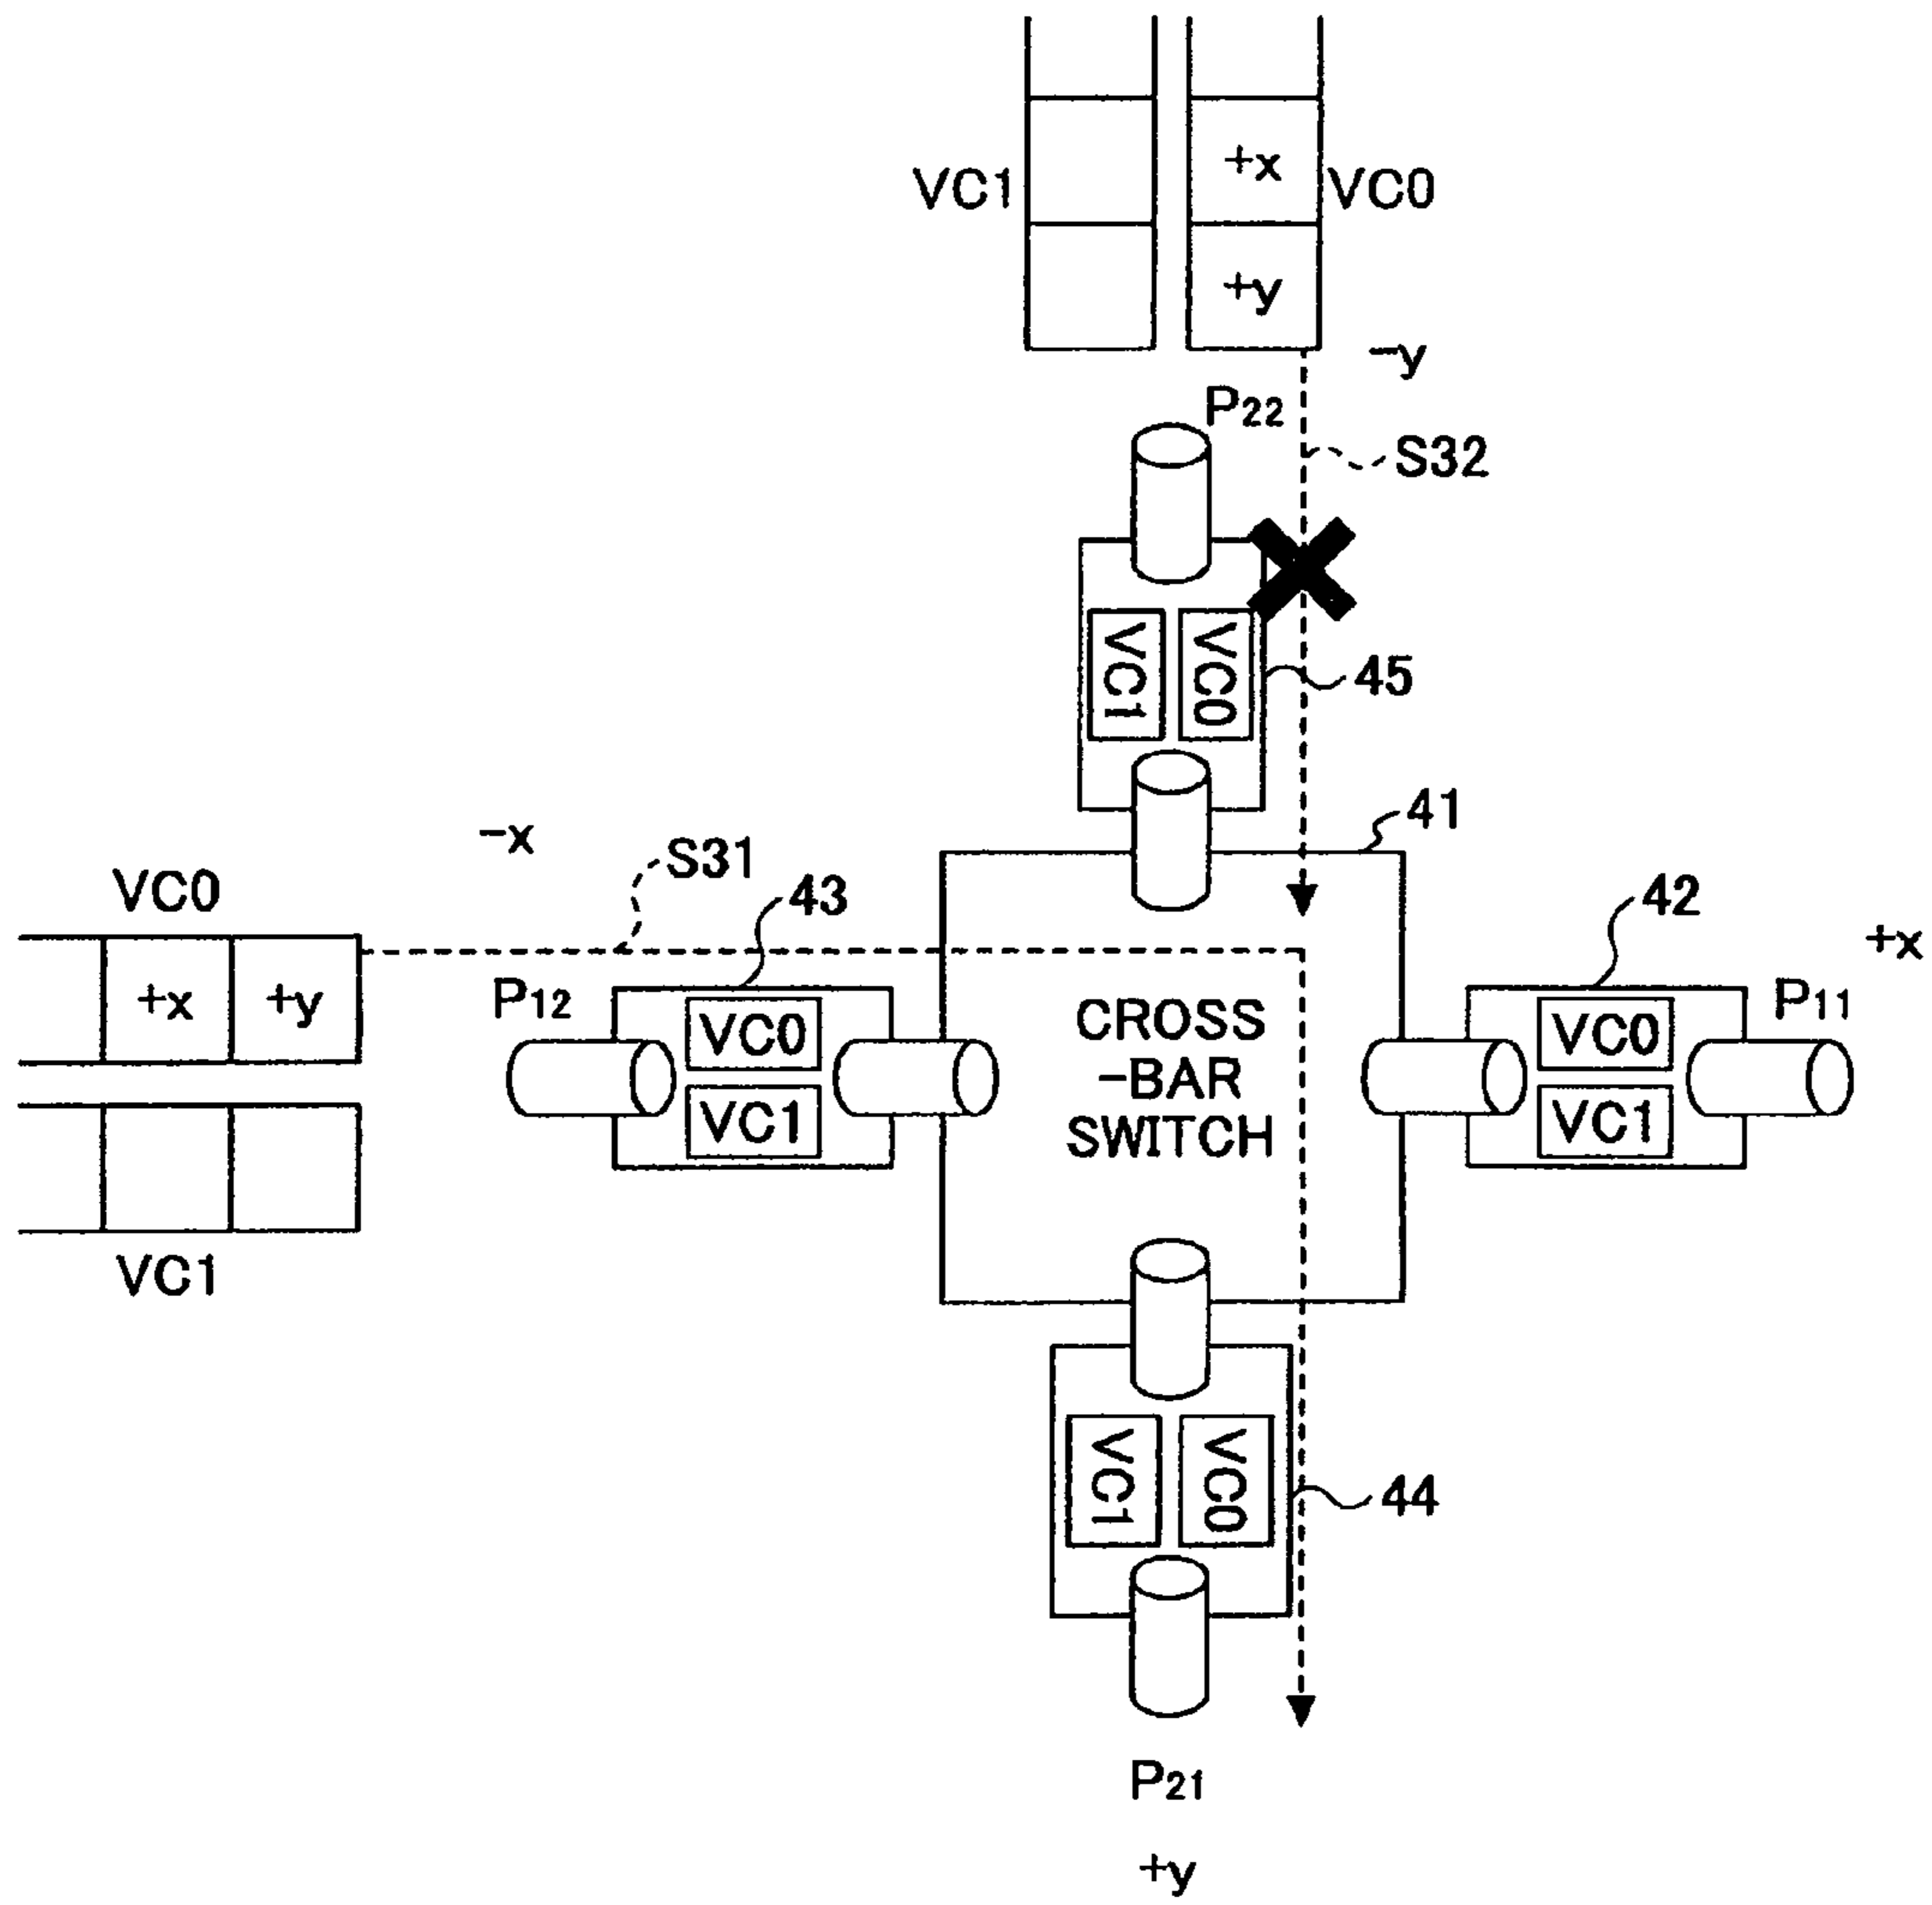 +x
VC1
VC0
+y
-y
P22
S32
VC1
VC0
45
41
-x
S31
VC0
43
42
+x
+x
+y
P12
VC0
VC1
CROSS
-BAR
SWITCH
VC0
VC1
P11
VC1
VC1
VC0
44
P21
+y